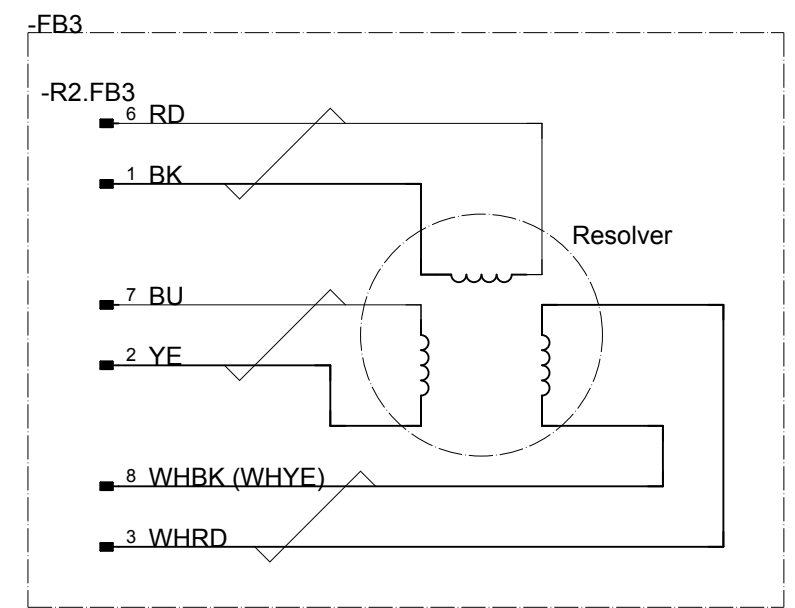 -FB3
-R2.FB3
6 RD
1 BK
Resolver
7 BU
2 YE
8 WHBK (WHYE)
3 WHRD